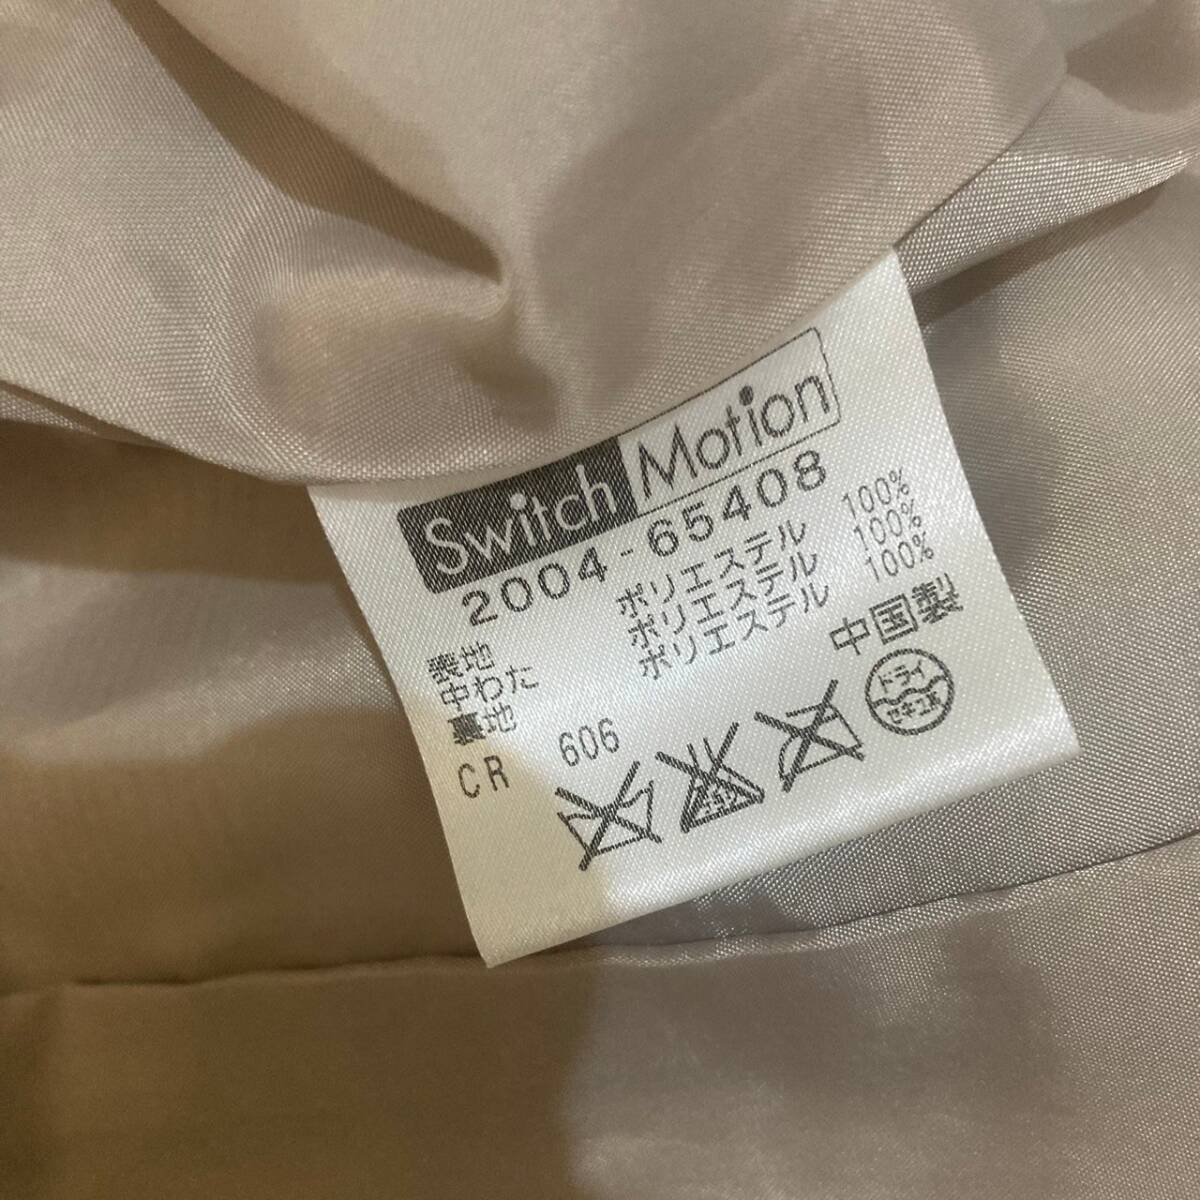 Switch Motion
2004-65408
表地 ポリエステル 100%
中わた ポリエステル 100%
裏地 ポリエステル 100%
CR 606
中国製
ドライ
セキユ系